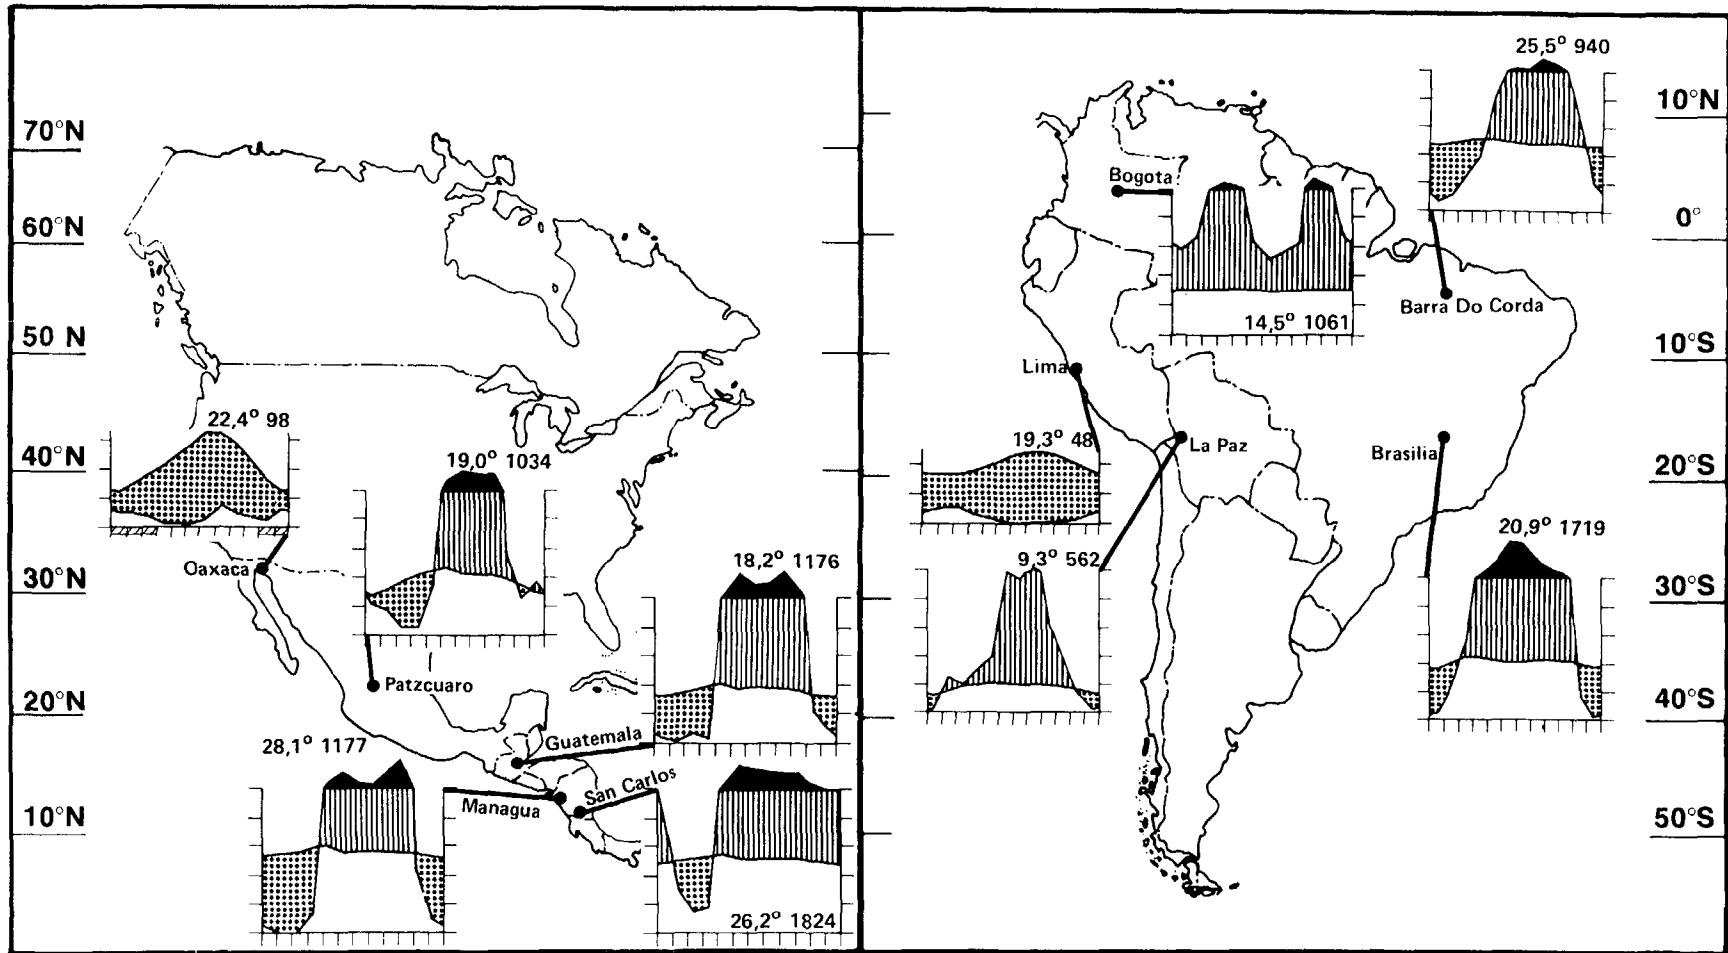 70°N
60°N
50 N
40°N
30°N
20°N
10°N
22,4° 98
Oaxaca
19,0° 1034
Patzcuaro
18,2° 1176
Guatemala
28,1° 1177
Managua
San Carlos
26,2° 1824
25,5° 940
Bogota
14,5° 1061
Barra Do Corda
Lima
19,3° 48
La Paz
9,3° 562
Brasilia
20,9° 1719
10°N
0°
10°S
20°S
30°S
40°S
50°S